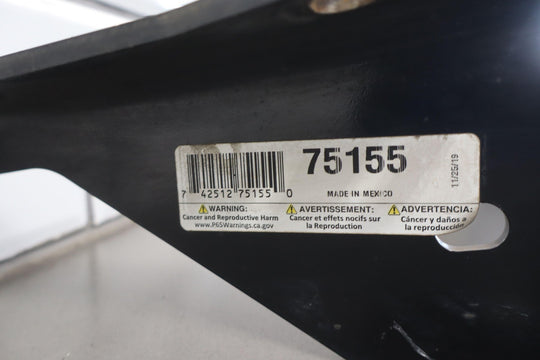 75155
11/25/19
7 42512 75155 0
MADE IN MEXICO
WARNING:
Cancer and Reproductive Harm
www.P65Warnings.ca.gov
AVERTISSEMENT:
Cancer et effets nocifs sur
la Reproduction
ADVERTENCIA:
Cáncer y daños a
la reproducción